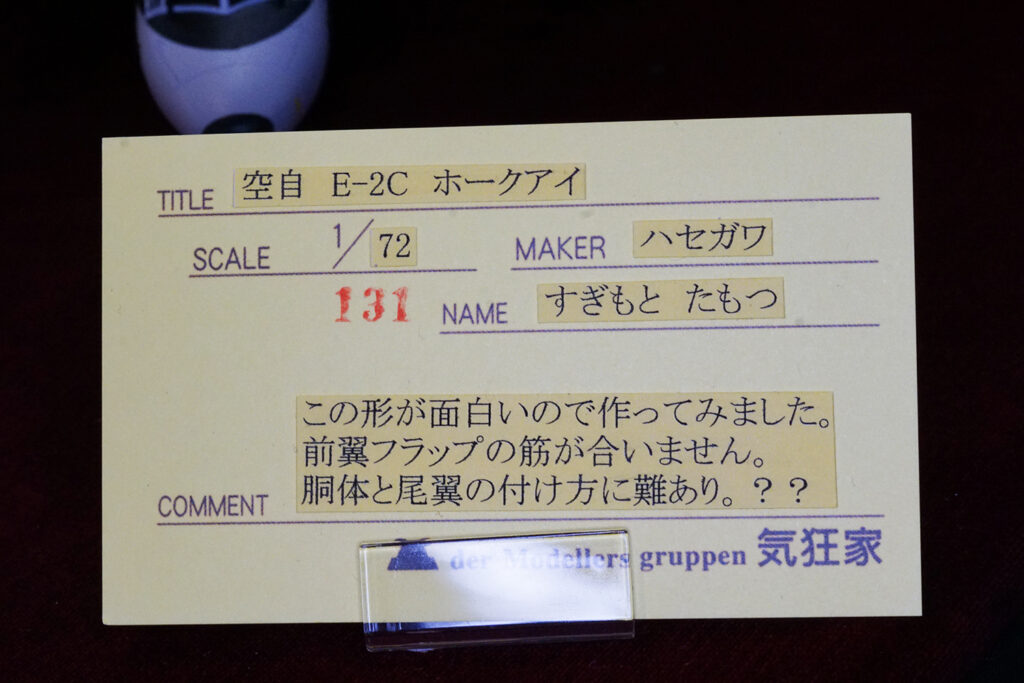 TITLE 空自 E-2C ホークアイ
SCALE 1/72 MAKER ハセガワ
131 NAME すぎもと たもつ
この形が面白いので作ってみました。
前翼フラップの筋が合いません。
COMMENT 胴体と尾翼の付け方に難あり。？？
der Modellers gruppen 気狂家